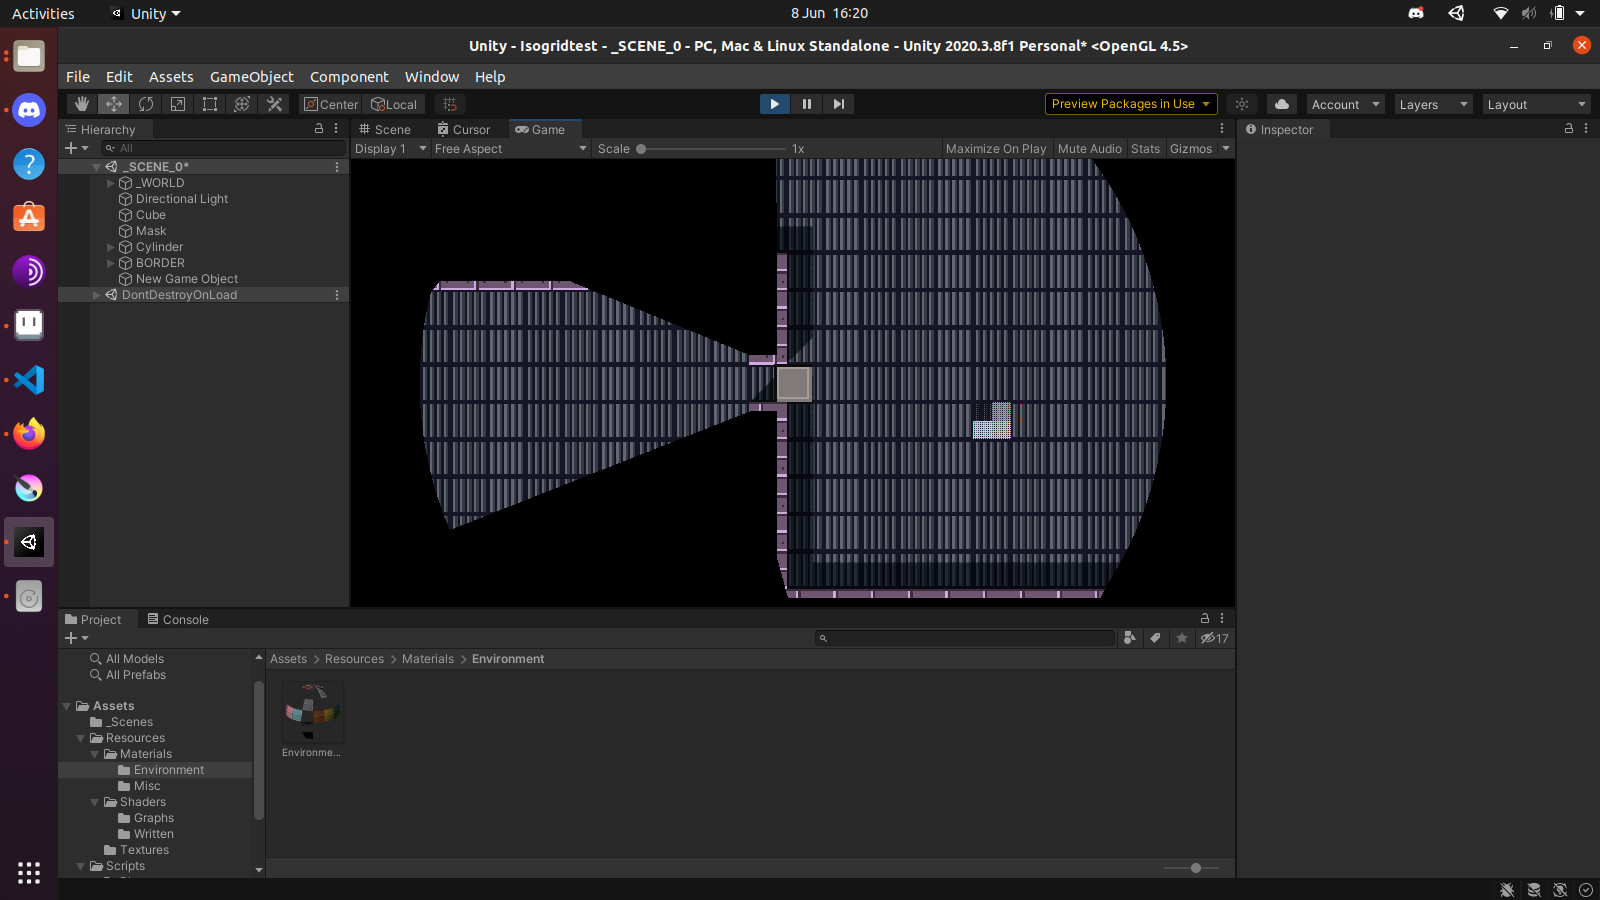 Activities Unity 8 Jun 16:20
Unity - Isogridtest - _SCENE_0 - PC, Mac & Linux Standalone - Unity 2020.3.8f1 Personal* <OpenGL 4.5>
File Edit Assets GameObject Component Window Help
Center Local Preview Packages in Use Account Layers Layout
Hierarchy Scene Cursor Game Inspector
All Display 1 Free Aspect Scale 1x Maximize On Play Mute Audio Stats Gizmos
_SCENE_0*
_WORLD
Directional Light
Cube
Mask
Cylinder
BORDER
New Game Object
DontDestroyOnLoad
Project Console
17
All Models Assets Resources Materials Environment
All Prefabs
Assets
_Scenes
Resources
Materials Environme...
Environment
Misc
Shaders
Graphs
Written
Textures
Scripts